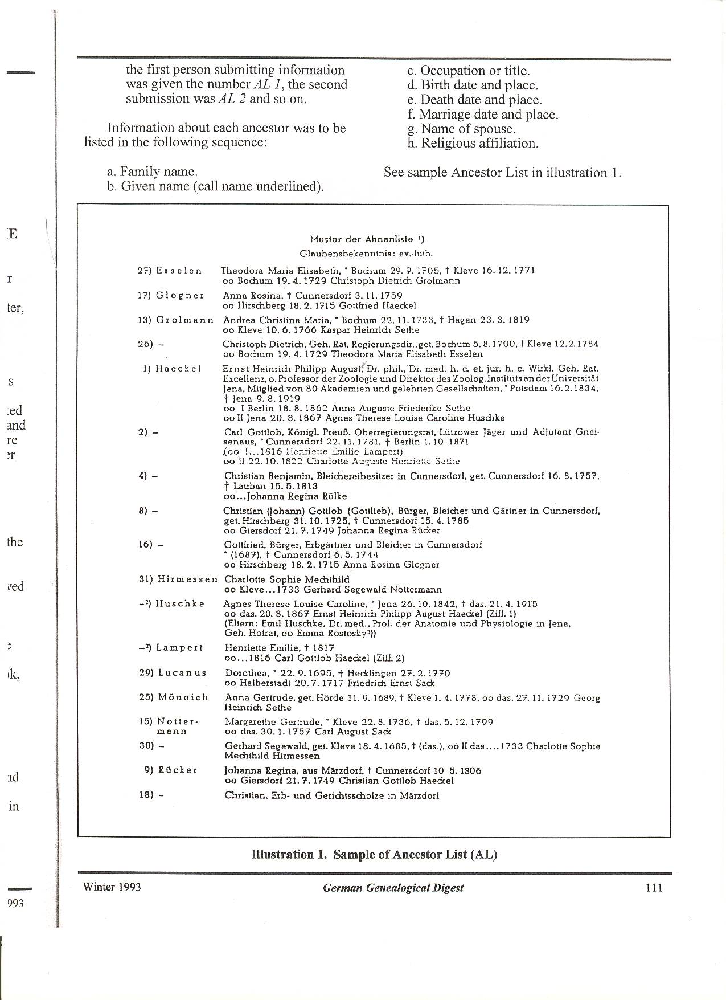 the first person submitting information
was given the number AL 1, the second
submission was AL 2 and so on.
Information about each ancestor was to be
listed in the following sequence:
a. Family name.
b. Given name (call name underlined).
c. Occupation or title.
d. Birth date and place.
e. Death date and place.
f. Marriage date and place.
g. Name of spouse.
h. Religious affiliation.
See sample Ancestor List in illustration 1.
E
r
ter,
s
ted
and
re
er
the
ved
e
k,
nd
in
993
Muster der Ahnenliste ¹)
Glaubensbekenntnis: ev.-luth.
27) Esselen Theodora Maria Elisabeth, * Bochum 29. 9. 1705, † Kleve 16. 12. 1771
oo Bochum 19. 4. 1729 Christoph Dietrich Grolmann
17) Glogner Anna Rosina, † Cunnersdorf 3. 11. 1759
oo Hirschberg 18. 2. 1715 Gottfried Haeckel
13) Grolmann Andrea Christina Maria, * Bochum 22. 11. 1733, † Hagen 23. 3. 1819
oo Kleve 10. 6. 1766 Kaspar Heinrich Sethe
26) – Christoph Dietrich, Geh. Rat, Regierungsdir., get. Bochum 5. 8. 1700, † Kleve 12. 2. 1784
oo Bochum 19. 4. 1729 Theodora Maria Elisabeth Esselen
1) Haeckel Ernst Heinrich Philipp August, Dr. phil., Dr. med. h. c. et. jur. h. c. Wirkl. Geh. Rat,
Excellenz, o. Professor der Zoologie und Direktor des Zoolog. Instituts an der Universität
Jena, Mitglied von 80 Akademien und gelehrten Gesellschaften, * Potsdam 16. 2. 1834,
† Jena 9. 8. 1919
oo I Berlin 18. 8. 1862 Anna Auguste Friederike Sethe
oo II Jena 20. 8. 1867 Agnes Therese Louise Caroline Huschke
2) – Carl Gottlob, Königl. Preuß. Oberregierungsrat, Lützower Jäger und Adjutant Gnei-
senaus, * Cunnersdorf 22. 11. 1781, † Berlin 1. 10. 1871
(oo I...1816 Henriette Emilie Lampert)
oo II 22. 10. 1822 Charlotte Auguste Henriette Sethe
4) – Christian Benjamin, Bleichereibesitzer in Cunnersdorf, get. Cunnersdorf 16. 8. 1757,
† Lauban 15. 5. 1813
oo...Johanna Regina Rülke
8) – Christian (Johann) Gottlob (Gottlieb), Bürger, Bleicher und Gärtner in Cunnersdorf,
get. Hirschberg 31. 10. 1725, † Cunnersdorf 15. 4. 1785
oo Giersdorf 21. 7. 1749 Johanna Regina Rücker
16) – Gottfried, Bürger, Erbgärtner und Bleicher in Cunnersdorf
* (1687), † Cunnersdorf 6. 5. 1744
oo Hirschberg 18. 2. 1715 Anna Rosina Glogner
31) Hirmessen Charlotte Sophie Mechthild
oo Kleve...1733 Gerhard Segewald Nottermann
–²) Huschke Agnes Therese Louise Caroline, * Jena 26. 10. 1842, † das. 21. 4. 1915
oo das. 20. 8. 1867 Ernst Heinrich Philipp August Haeckel (Ziff. 1)
(Eltern: Emil Huschke, Dr. med., Prof. der Anatomie und Physiologie in Jena,
Geh. Hofrat, oo Emma Rostosky³))
–²) Lampert Henriette Emilie, † 1817
oo...1816 Carl Gottlob Haeckel (Ziff. 2)
29) Lucanus Dorothea, * 22. 9. 1695, † Hecklingen 27. 2. 1770
oo Halberstadt 20. 7. 1717 Friedrich Ernst Sack
25) Mönnich Anna Gertrude, get. Hörde 11. 9. 1689, † Kleve 1. 4. 1778, oo das. 27. 11. 1729 Georg
Heinrich Sethe
15) Notter- Margarethe Gertrude, * Kleve 22. 8. 1736, † das. 5. 12. 1799
mann oo das. 30. 1. 1757 Carl August Sack
30) – Gerhard Segewald, get. Kleve 18. 4. 1685, † (das.), oo II das....1733 Charlotte Sophie
Mechthild Hirmessen
9) Rücker Johanna Regina, aus Märzdorf, † Cunnersdorf 10 5. 1806
oo Giersdorf 21. 7. 1749 Christian Gottlob Haeckel
18) – Christian, Erb- und Gerichtsscholze in Märzdorf
Illustration 1. Sample of Ancestor List (AL)
Winter 1993 German Genealogical Digest 111